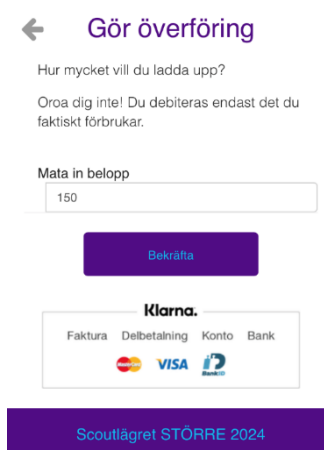 Gör överföring
Hur mycket vill du ladda upp?
Oroa dig inte! Du debiteras endast det du
faktiskt förbrukar.
Mata in belopp
150
Bekräfta
Klarna.
Faktura Delbetalning Konto Bank
MasterCard VISA BankID
Scoutlägret STÖRRE 2024